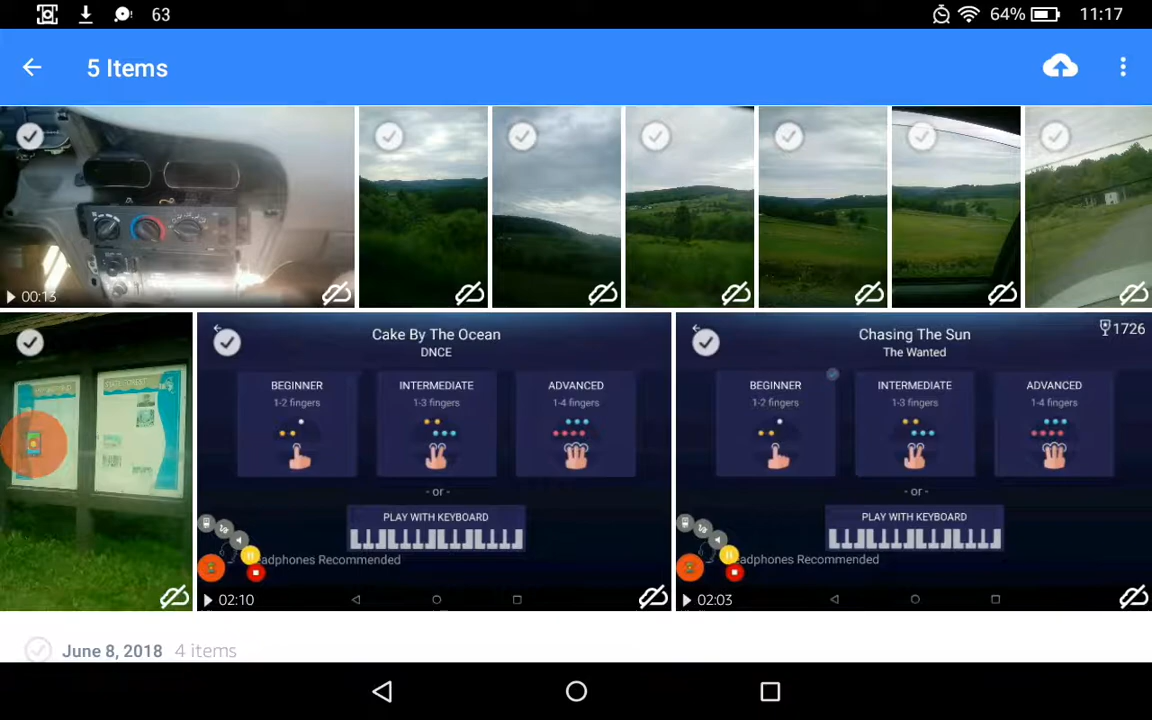 63
64%
11:17
5 Items
00:13
Cake By The Ocean
DNCE
BEGINNER
1-2 fingers
INTERMEDIATE
1-3 fingers
ADVANCED
1-4 fingers
- or -
PLAY WITH KEYBOARD
eadphones Recommended
02:10
Chasing The Sun
The Wanted
1726
BEGINNER
1-2 fingers
INTERMEDIATE
1-3 fingers
ADVANCED
1-4 fingers
- or -
PLAY WITH KEYBOARD
adphones Recommended
02:03
June 8, 2018 4 items